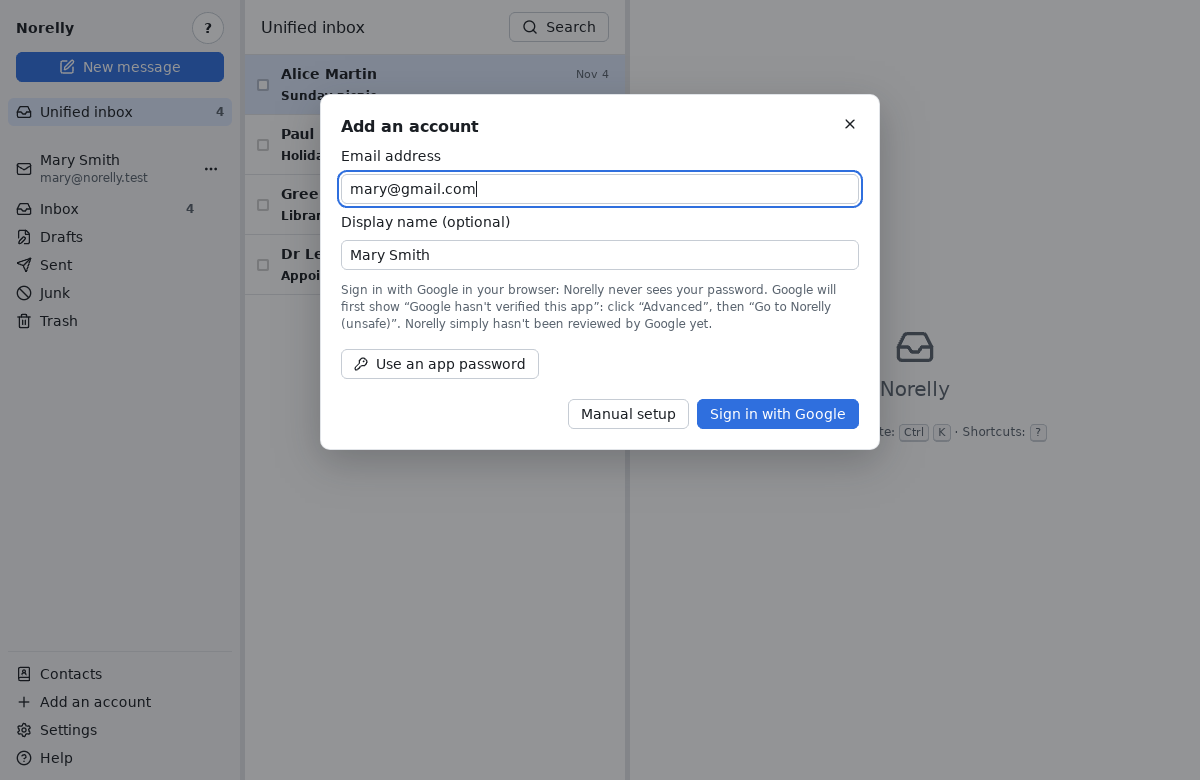 Norelly
?
New message
Unified inbox
4
Mary Smith
mary@norelly.test
Inbox
4
Drafts
Sent
Junk
Trash
Contacts
Add an account
Settings
Help
Unified inbox
Search
Alice Martin
Nov 4
Sunday picnic
Paul
Gree
Dr Le
Add an account
Email address
mary@gmail.com
Display name (optional)
Mary Smith
Sign in with Google in your browser: Norelly never sees your password. Google will
first show “Google hasn't verified this app”: click “Advanced”, then “Go to Norelly
(unsafe)”. Norelly simply hasn't been reviewed by Google yet.
Use an app password
Manual setup
Sign in with Google
Norelly
Ctrl K · Shortcuts: ?